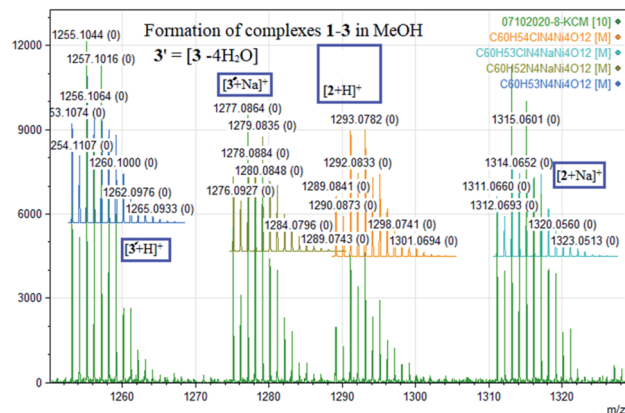 Formation of complexes 1-3 in MeOH
3' = [3 -4H₂O]
07102020-8-KCM [10]
C60H54ClN4Ni4O12 [M]
C60H53ClN4NaNi4O12 [M]
C60H52N4NaNi4O12 [M]
C60H53N4Ni4O12 [M]
12000
9000
6000
3000
0
1255.1044 (0)
1257.1016 (0)
1256.1064 (0)
53.1074 (0)
254.1107 (0)
1260.1000 (0)
1262.0976 (0)
1265.0933 (0)
[3'+H]⁺
[3'+Na]⁺
1277.0864 (0)
1279.0835 (0)
1278.0884 (0)
1280.0848 (0)
1276.0927 (0)
1284.0796 (0)
1289.0743 (0)
[2+H]⁺
1293.0782 (0)
1292.0833 (0)
1289.0841 (0)
1290.0873 (0)
1298.0741 (0)
1301.0694 (0)
1315.0601 (0)
1314.0652 (0)
[2+Na]⁺
1311.0660 (0)
1312.0693 (0)
1320.0560 (0)
1323.0513 (0)
1260 1270 1280 1290 1300 1310 1320
m/z